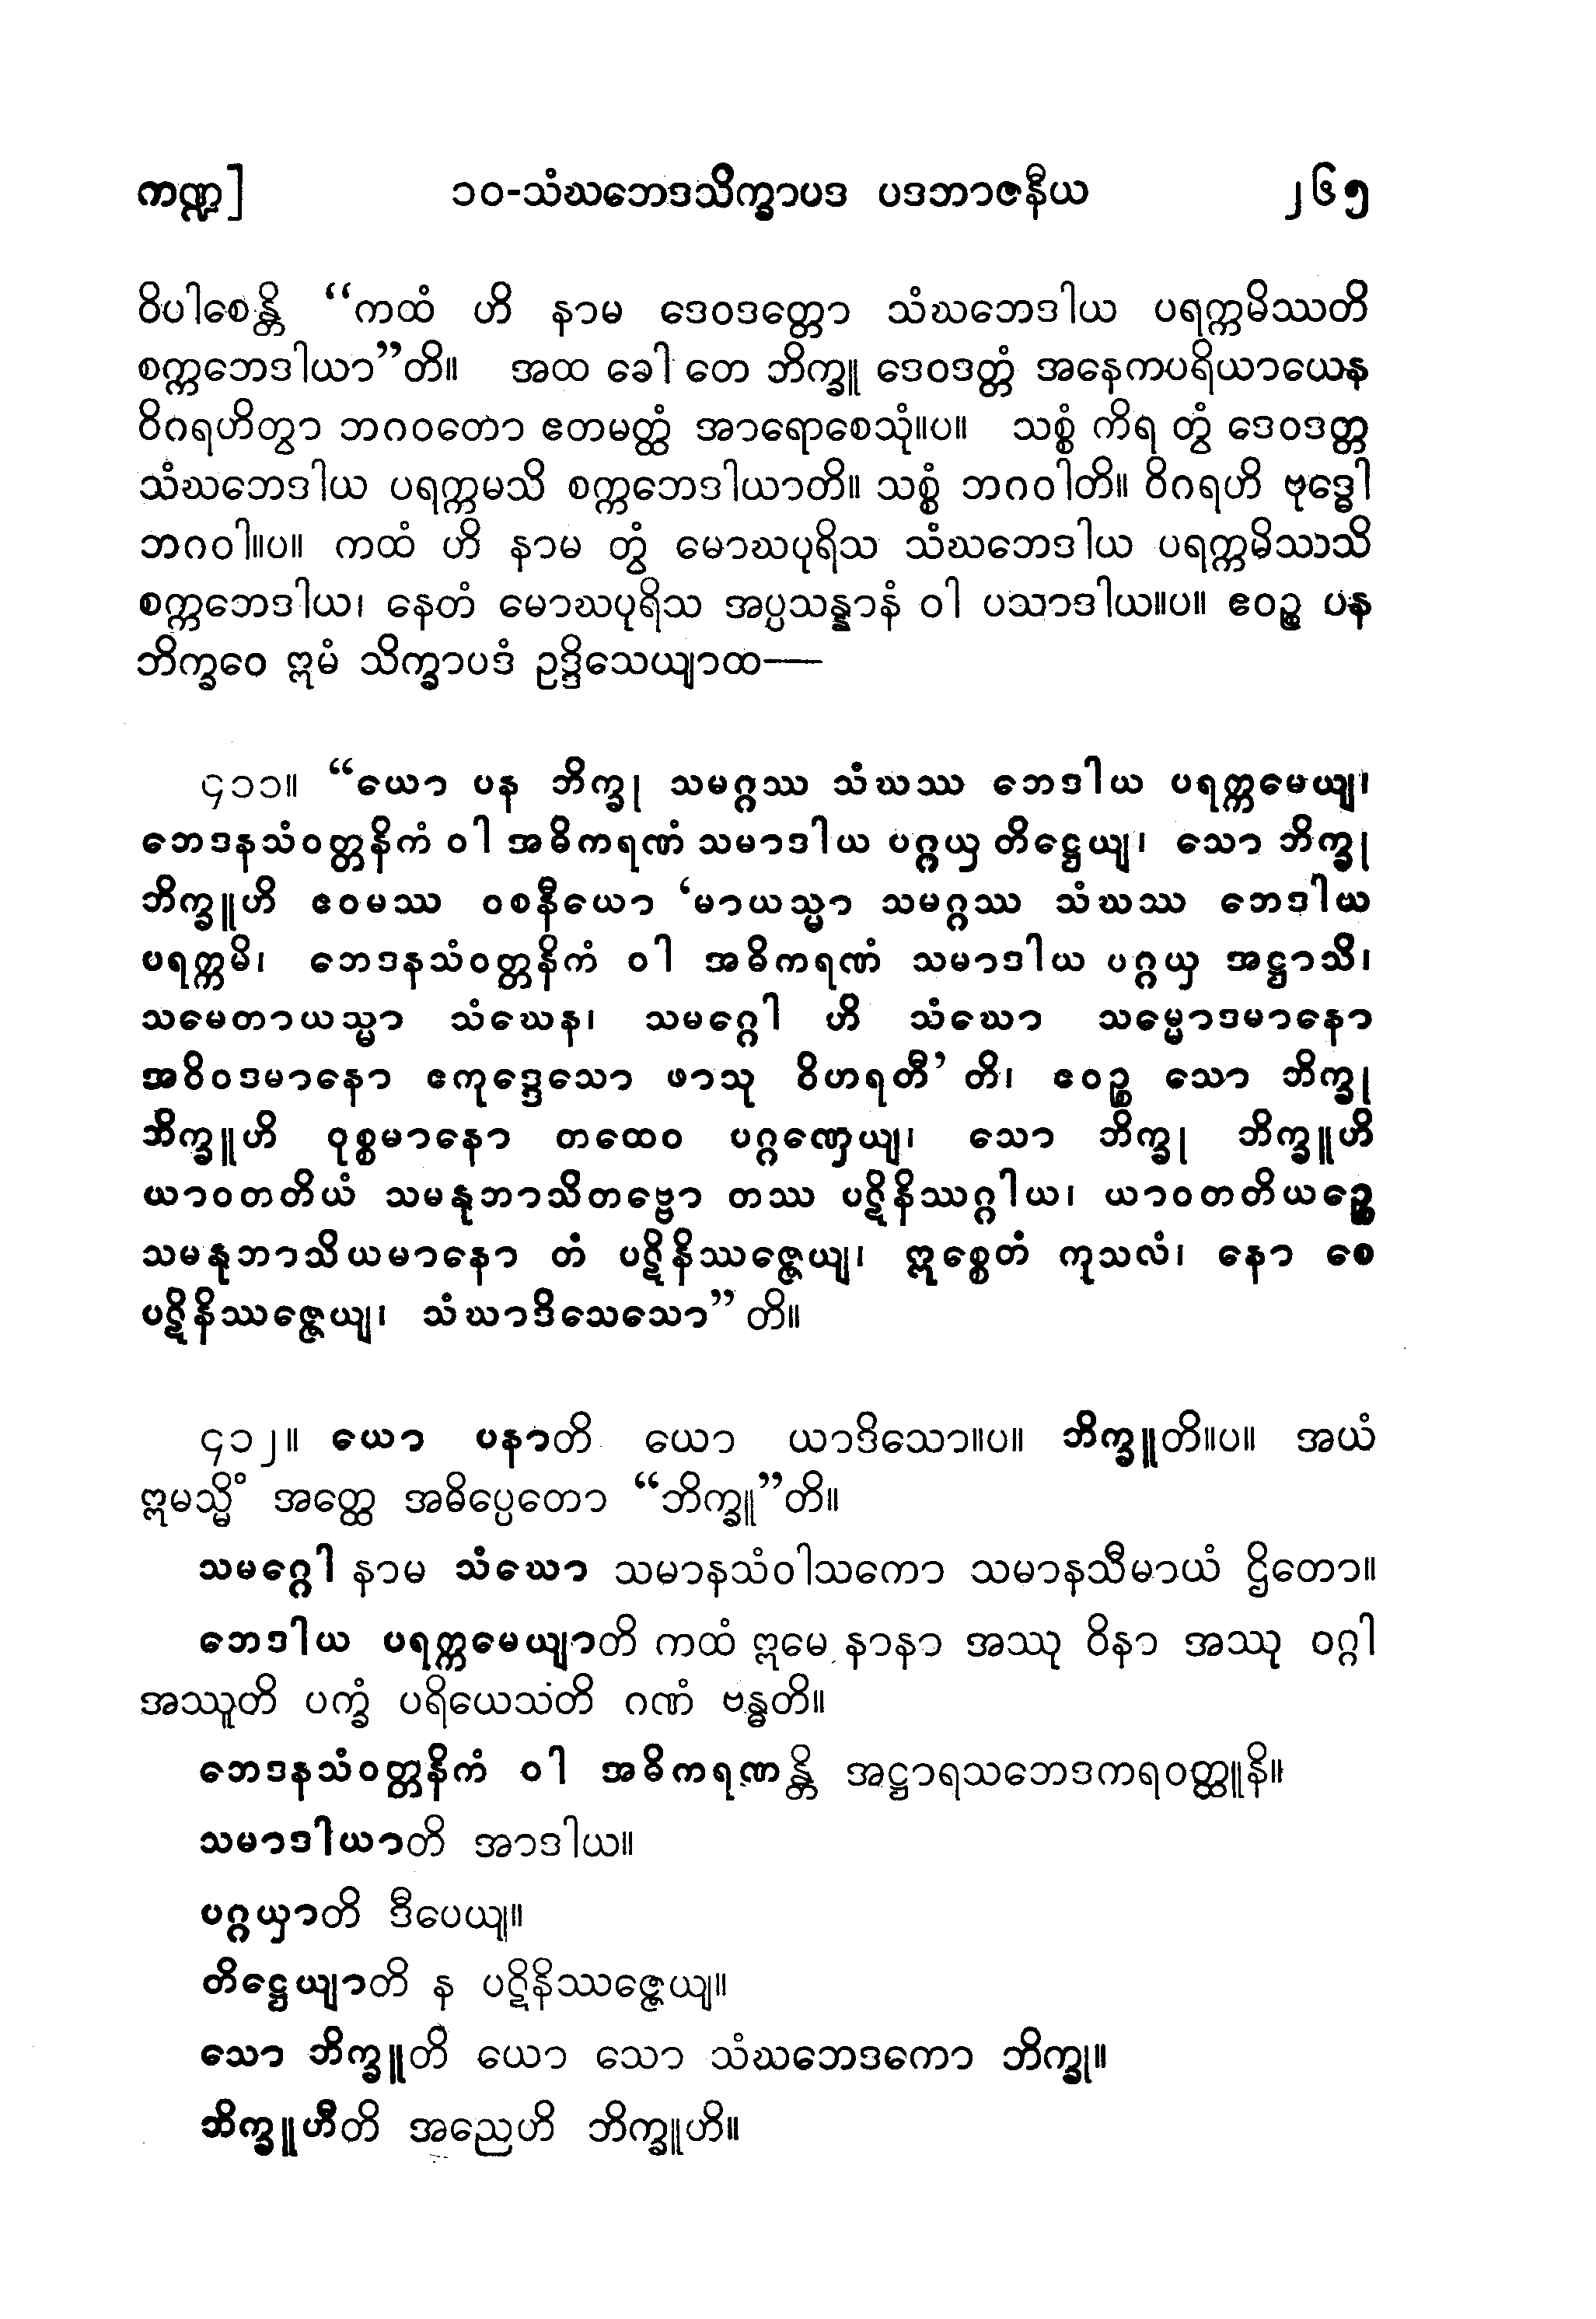 ကဏ္ဍ] ၁၀-သံဃဘေဒသိက္ခာပဒ ပဒဘာဇနီယ ၂၆၅
ဝိပါစေန္တိ “ကထံ ဟိ နာမ ဒေဝဒတ္တော သံဃဘေဒါယ ပရက္ကမိဿတိ
စက္ကဘေဒါယာ”တိ။ အထ ခေါ တေ ဘိက္ခူ ဒေဝဒတ္တံ အနေကပရိယာယေန
ဝိဂရဟိတွာ ဘဂဝတော ဧတမတ္ထံ အာရောစေသုံ။ပ။ သစ္စံ ကိရ တွံ ဒေဝဒတ္တ
သံဃဘေဒါယ ပရက္ကမသိ စက္ကဘေဒါယာတိ။ သစ္စံ ဘဂဝါတိ။ ဝိဂရဟိ ဗုဒ္ဓေါ
ဘဂဝါ။ပ။ ကထံ ဟိ နာမ တွံ မောဃပုရိသ သံဃဘေဒါယ ပရက္ကမိဿသိ
စက္ကဘေဒါယ၊ နေတံ မောဃပုရိသ အပ္ပသန္နာနံ ဝါ ပသာဒါယ။ပ။ ဧဝဉ္စ ပန
ဘိက္ခဝေ ဣမံ သိက္ခာပဒံ ဥဒ္ဒိသေယျာထ—
၄၁၁။ “ယော ပန ဘိက္ခု သမဂ္ဂဿ သံဃဿ ဘေဒါယ ပရက္ကမေယျ၊
ဘေဒနသံဝတ္တနိကံ ဝါ အဓိကရဏံ သမာဒါယ ပဂ္ဂယှ တိဋ္ဌေယျ၊ သော ဘိက္ခု
ဘိက္ခူဟိ ဧဝမဿ ဝစနီယော ‘မာယသ္မာ သမဂ္ဂဿ သံဃဿ ဘေဒါယ
ပရက္ကမိ၊ ဘေဒနသံဝတ္တနိကံ ဝါ အဓိကရဏံ သမာဒါယ ပဂ္ဂယှ အဋ္ဌာသိ၊
သမေတာယသ္မာ သံဃေန၊ သမဂ္ဂေါ ဟိ သံဃော သမ္မောဒမာနော
အဝိဝဒမာနော ဧကုဒ္ဒေသော ဖာသု ဝိဟရတီ’ တိ၊ ဧဝဉ္စ သော ဘိက္ခု
ဘိက္ခူဟိ ဝုစ္စမာနော တထေဝ ပဂ္ဂဏှေယျ၊ သော ဘိက္ခု ဘိက္ခူဟိ
ယာဝတတိယံ သမနုဘာသိတဗ္ဗော တဿ ပဋိနိဿဂ္ဂါယ၊ ယာဝတတိယဉ္စေ
သမနုဘာသိယမာနော တံ ပဋိနိဿဇ္ဇေယျ၊ ဣစ္စေတံ ကုသလံ၊ နော စေ
ပဋိနိဿဇ္ဇေယျ၊ သံဃာဒိသေသော” တိ။
၄၁၂။ ယော ပနာတိ ယော ယာဒိသော။ပ။ ဘိက္ခူတိ။ပ။ အယံ
ဣမသ္မိံ အတ္ထေ အဓိပ္ပေတော “ဘိက္ခူ”တိ။
သမဂ္ဂေါ နာမ သံဃော သမာနသံဝါသကော သမာနသီမာယံ ဌိတော။
ဘေဒါယ ပရက္ကမေယျာတိ ကထံ ဣမေ နာနာ အဿု ဝိနာ အဿု ဝဂ္ဂါ
အဿူတိ ပက္ခံ ပရိယေသတိ ဂဏံ ဗန္ဓတိ။
ဘေဒနသံဝတ္တနိကံ ဝါ အဓိကရဏန္တိ အဋ္ဌာရသဘေဒကရဝတ္ထူနိ။
သမာဒါယာတိ အာဒါယ။
ပဂ္ဂယှာတိ ဒီပေယျ။
တိဋ္ဌေယျာတိ န ပဋိနိဿဇ္ဇေယျ။
သော ဘိက္ခူတိ ယော သော သံဃဘေဒကော ဘိက္ခု။
ဘိက္ခူဟီတိ အညေဟိ ဘိက္ခူဟိ။